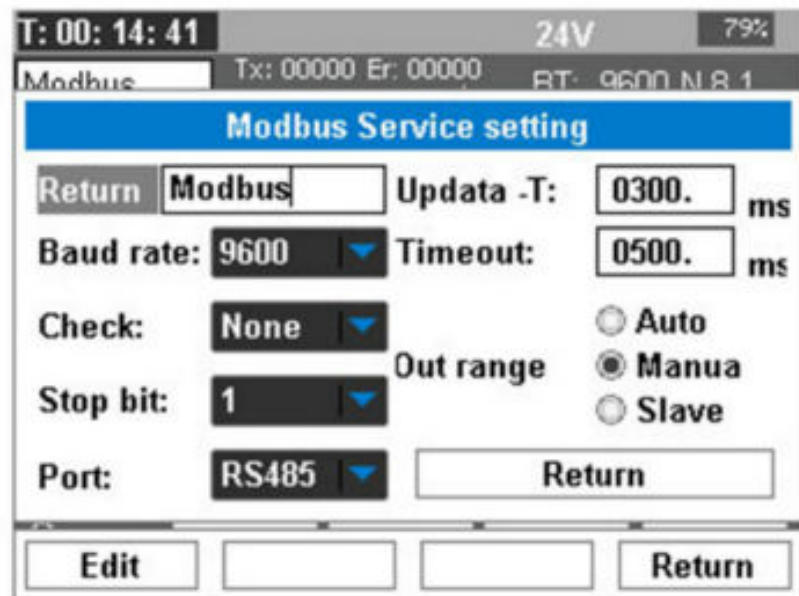 T: 00: 14: 41 24V 79%
Modbus Tx: 00000 Er: 00000 RT: 9600 N 8 1
Modbus Service setting
Return Modbus Updata -T: 0300. ms
Baud rate: 9600 Timeout: 0500. ms
Check: None
Auto
Out range Manua
Stop bit: 1
Slave
Port: RS485 Return
Edit Return